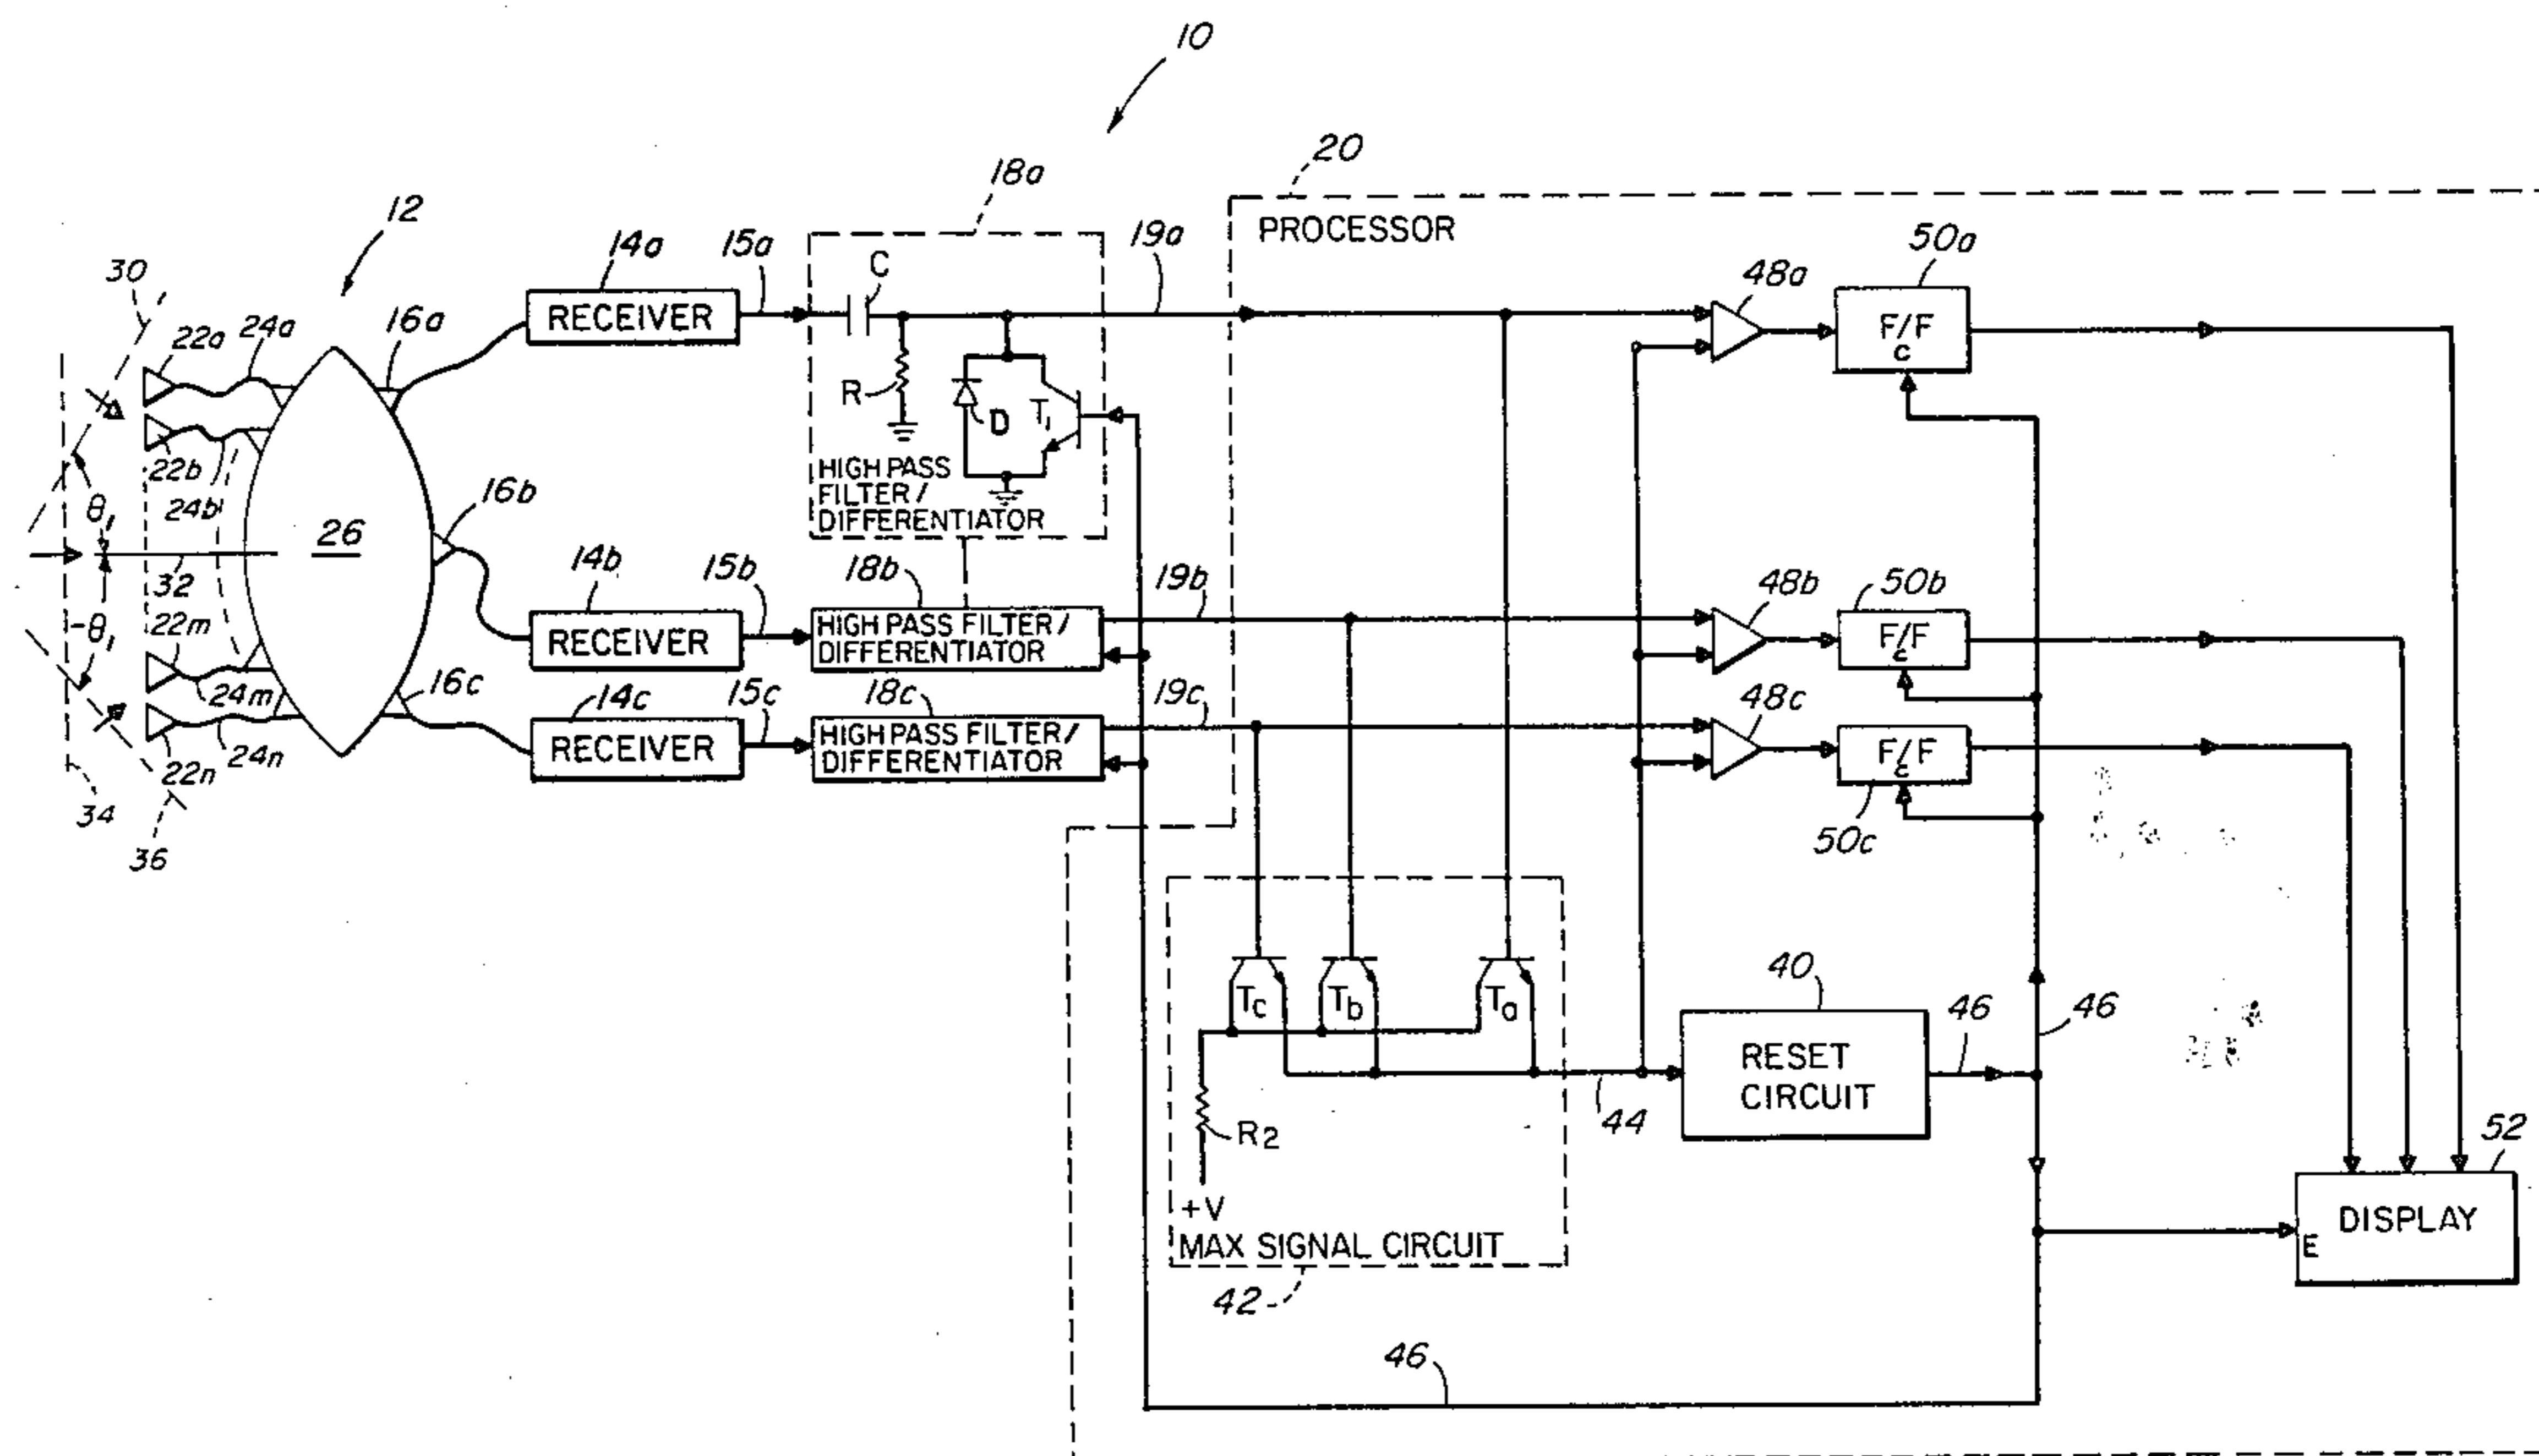 10
20
PROCESSOR
18a
12
14a
RECEIVER
15a
C
R
D
T1
HIGH PASS
FILTER/
DIFFERENTIATOR
19a
48a
50a
F/F
C
30
22a
24a
16a
22b
24b
θ1
26
16b
32
-θ1
14b
RECEIVER
15b
18b
HIGH PASS FILTER/
DIFFERENTIATOR
19b
48b
50b
F/F
C
22m
24m
16c
14c
RECEIVER
15c
18c
HIGH PASS FILTER/
DIFFERENTIATOR
19c
48c
F/F
C
50c
22n
24n
34
36
Tc
Tb
Ta
R2
+V
MAX SIGNAL CIRCUIT
42
44
40
RESET
CIRCUIT
46
46
52
DISPLAY
E
46